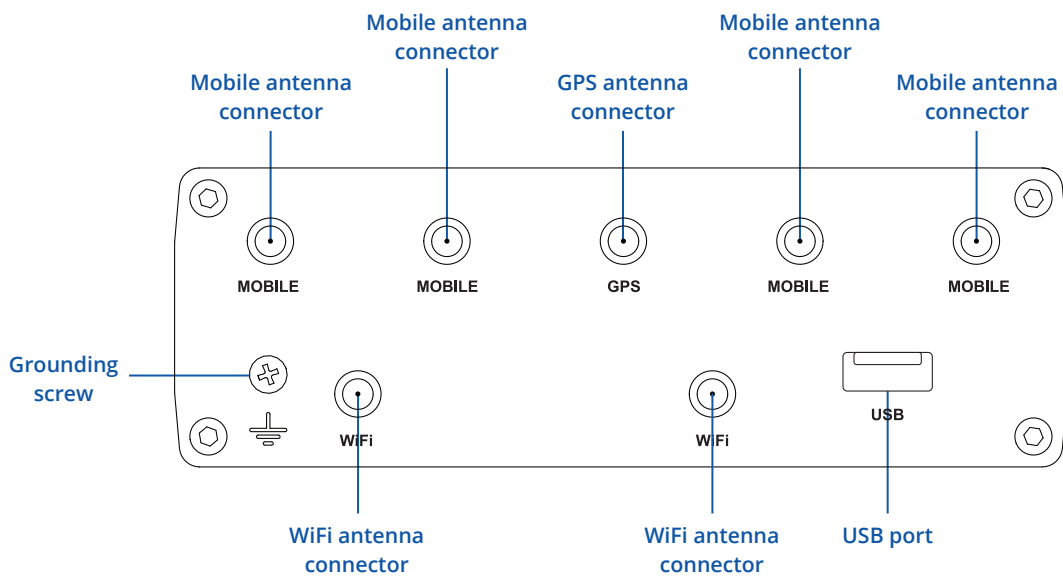 Mobile antenna
connector
Mobile antenna
connector
Mobile antenna
connector
GPS antenna
connector
Mobile antenna
connector
MOBILE
MOBILE
GPS
MOBILE
MOBILE
Grounding
screw
USB
WiFi
WiFi
WiFi antenna
connector
WiFi antenna
connector
USB port